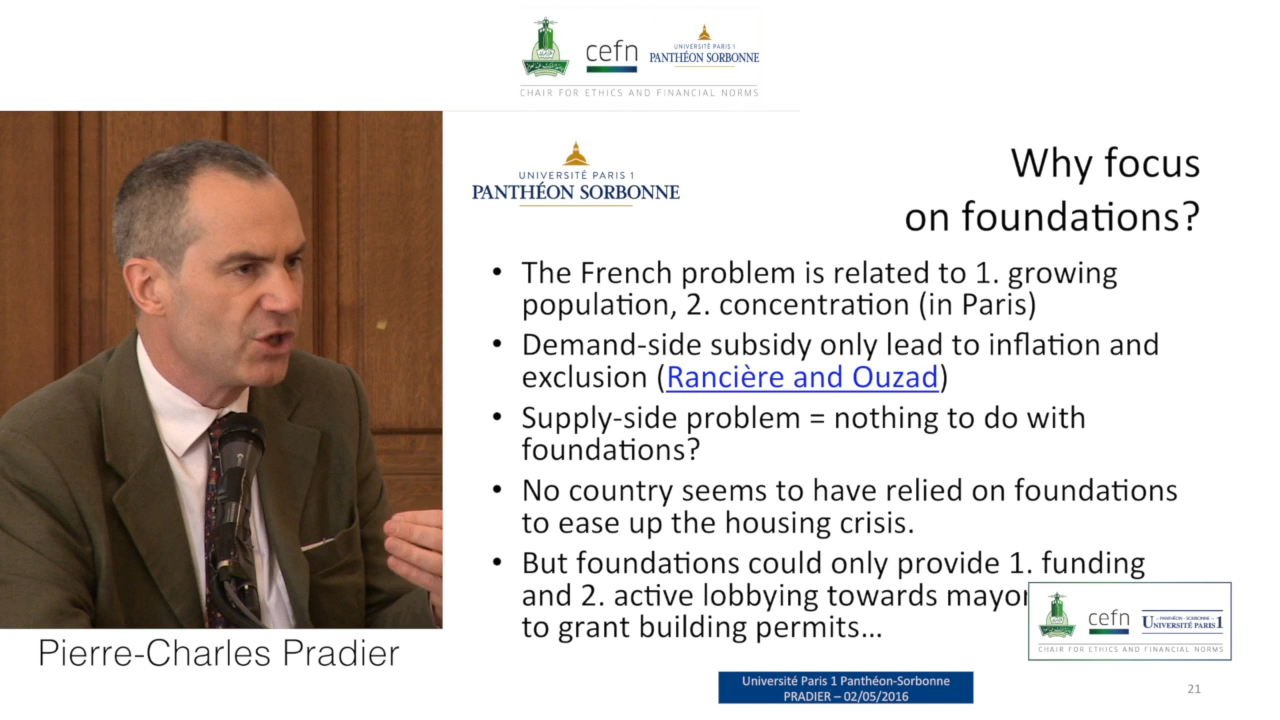 cefn
UNIVERSITÉ PARIS 1
PANTHÉON SORBONNE
CHAIR FOR ETHICS AND FINANCIAL NORMS
UNIVERSITÉ PARIS 1
PANTHÉON SORBONNE
Why focus
on foundations?
• The French problem is related to 1. growing
population, 2. concentration (in Paris)
• Demand-side subsidy only lead to inflation and
exclusion (Rancière and Ouzad)
• Supply-side problem = nothing to do with
foundations?
• No country seems to have relied on foundations
to ease up the housing crisis.
• But foundations could only provide 1. funding
and 2. active lobbying towards mayor
to grant building permits…
cefn
PANTHÉON - SORBONNE
UNIVERSITÉ PARIS 1
CHAIR FOR ETHICS AND FINANCIAL NORMS
Pierre-Charles Pradier
Université Paris 1 Panthéon-Sorbonne
PRADIER – 02/05/2016
21